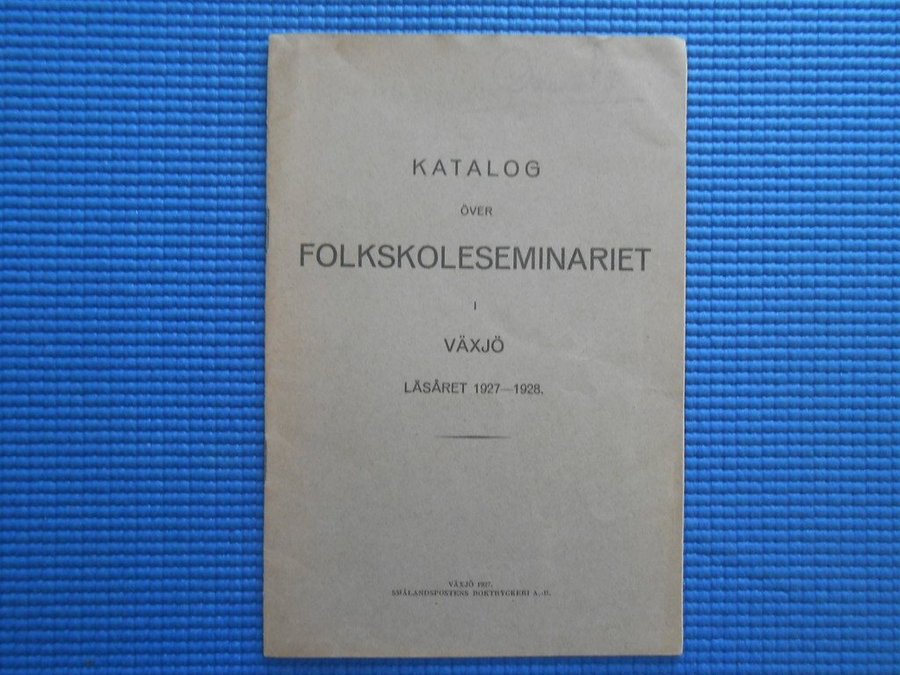 KATALOG
ÖVER
FOLKSKOLESEMINARIET
I
VÄXJÖ
LÄSÅRET 1927—1928.
VÄXJÖ 1927.
SMÅLANDSPOSTENS BOKTRYCKERI A.-B.